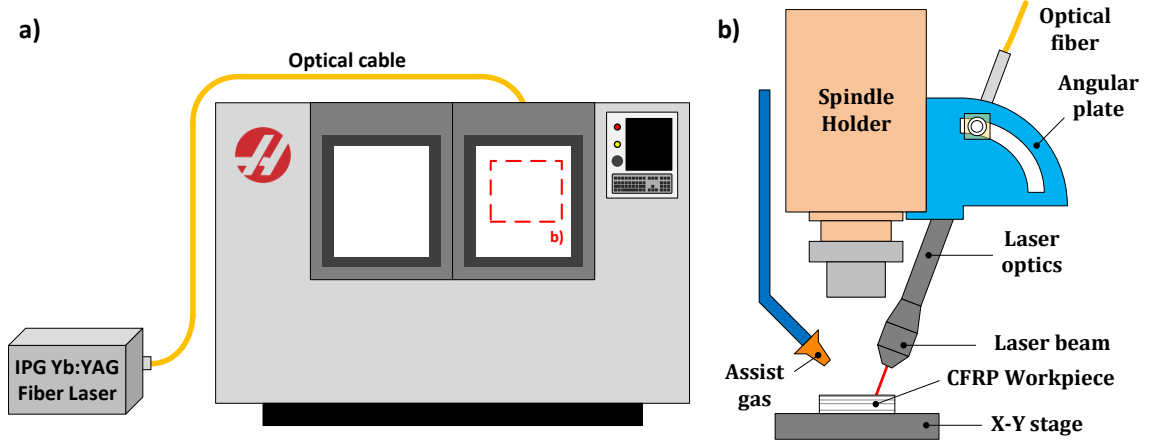 a)
Optical cable
b)
IPG Yb:YAG
Fiber Laser
b)
Optical
fiber
Angular
plate
Spindle
Holder
Laser
optics
Laser beam
Assist
gas
CFRP Workpiece
X-Y stage